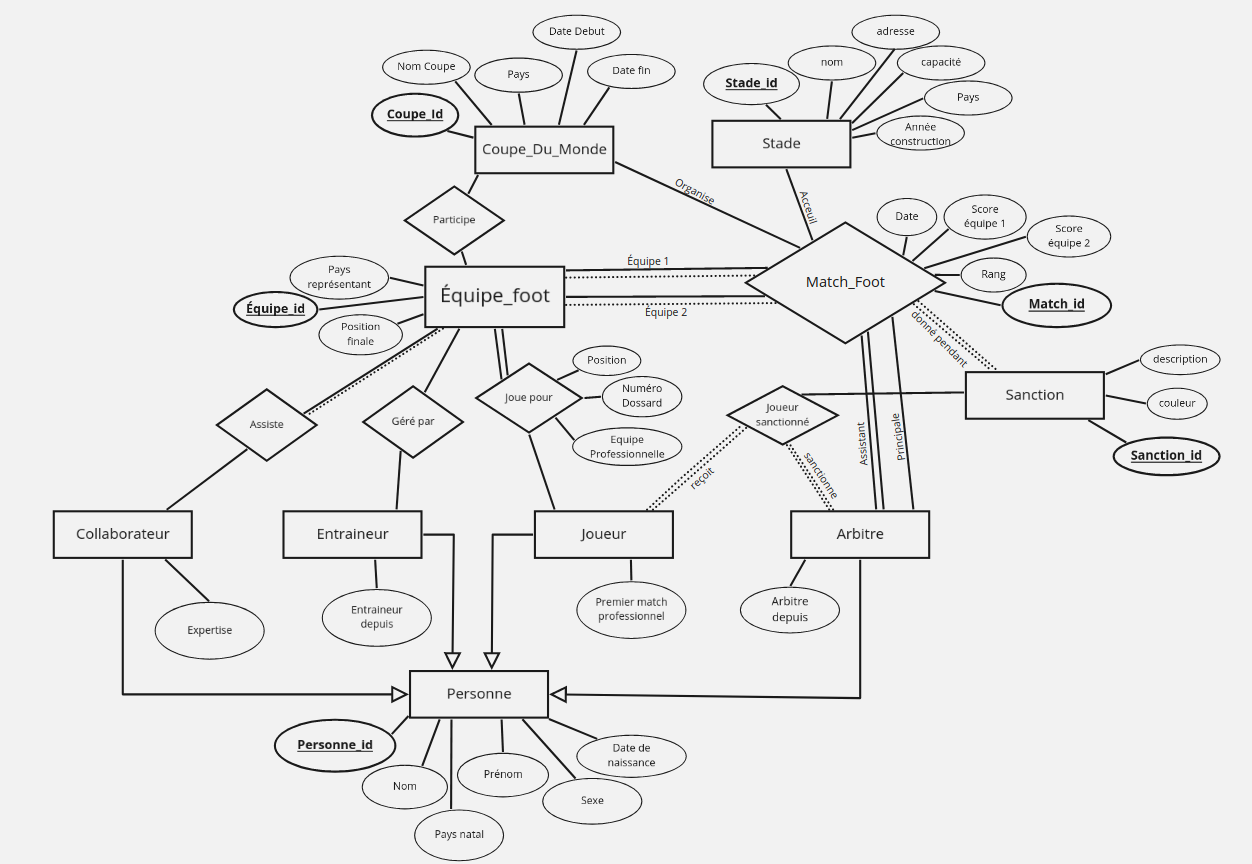 Date Debut
adresse
Nom Coupe
Pays
Date fin
nom
capacité
Stade_id
Pays
Coupe_Id
Année
construction
Coupe_Du_Monde
Stade
Organise
Acceuil
Participe
Date
Score
équipe 1
Score
équipe 2
Pays
représentant
Équipe 1
Rang
Équipe_id
Équipe_foot
Match_Foot
Match_id
Équipe 2
Position
finale
donné pendant
Position
description
Numéro
Dossard
Sanction
couleur
Assiste
Géré par
Joue pour
Joueur
sanctionné
Equipe
Professionnelle
Assistant
Principale
Sanction_id
reçoit
sanctionne
Collaborateur
Entraineur
Joueur
Arbitre
Expertise
Entraineur
depuis
Premier match
professionnel
Arbitre
depuis
Personne
Personne_id
Date de
naissance
Nom
Prénom
Sexe
Pays natal